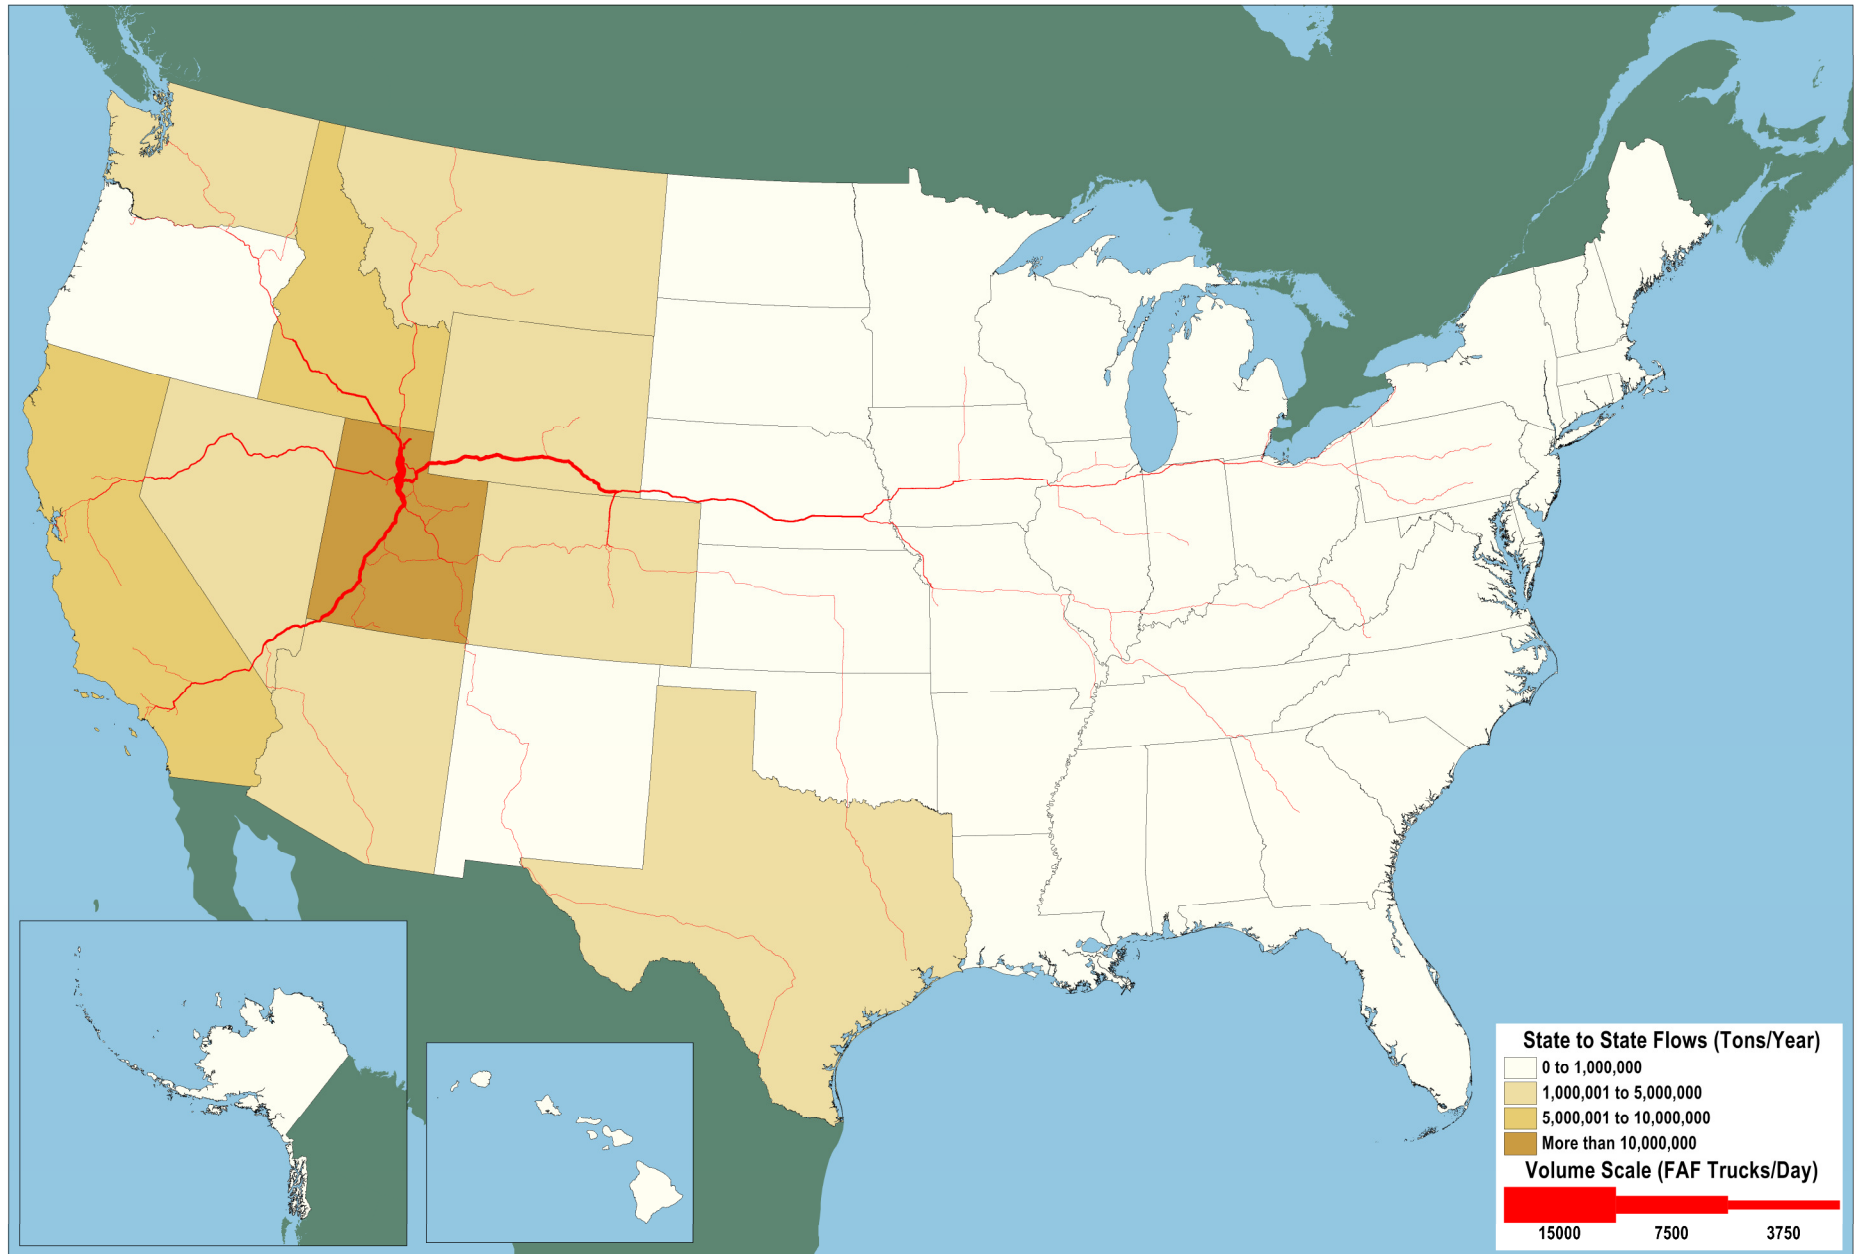 State to State Flows (Tons/Year)
0 to 1,000,000
1,000,001 to 5,000,000
5,000,001 to 10,000,000
More than 10,000,000
Volume Scale (FAF Trucks/Day)
15000 7500 3750